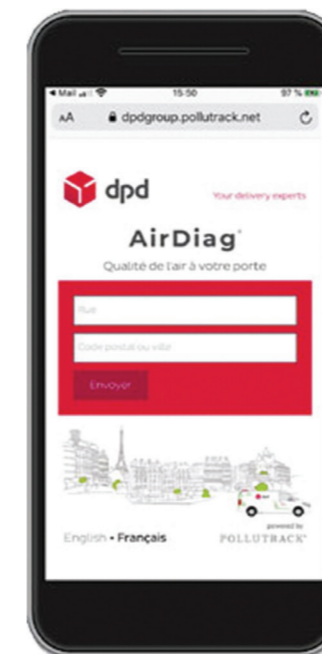 Mail 15:50 97 %
AA dpdgroup.pollutrack.net
dpd
Your delivery experts
AirDiag
Qualité de l'air à votre porte
Rue
Code postal ou ville
Envoyer
powered by
English • Français POLLUTRACK